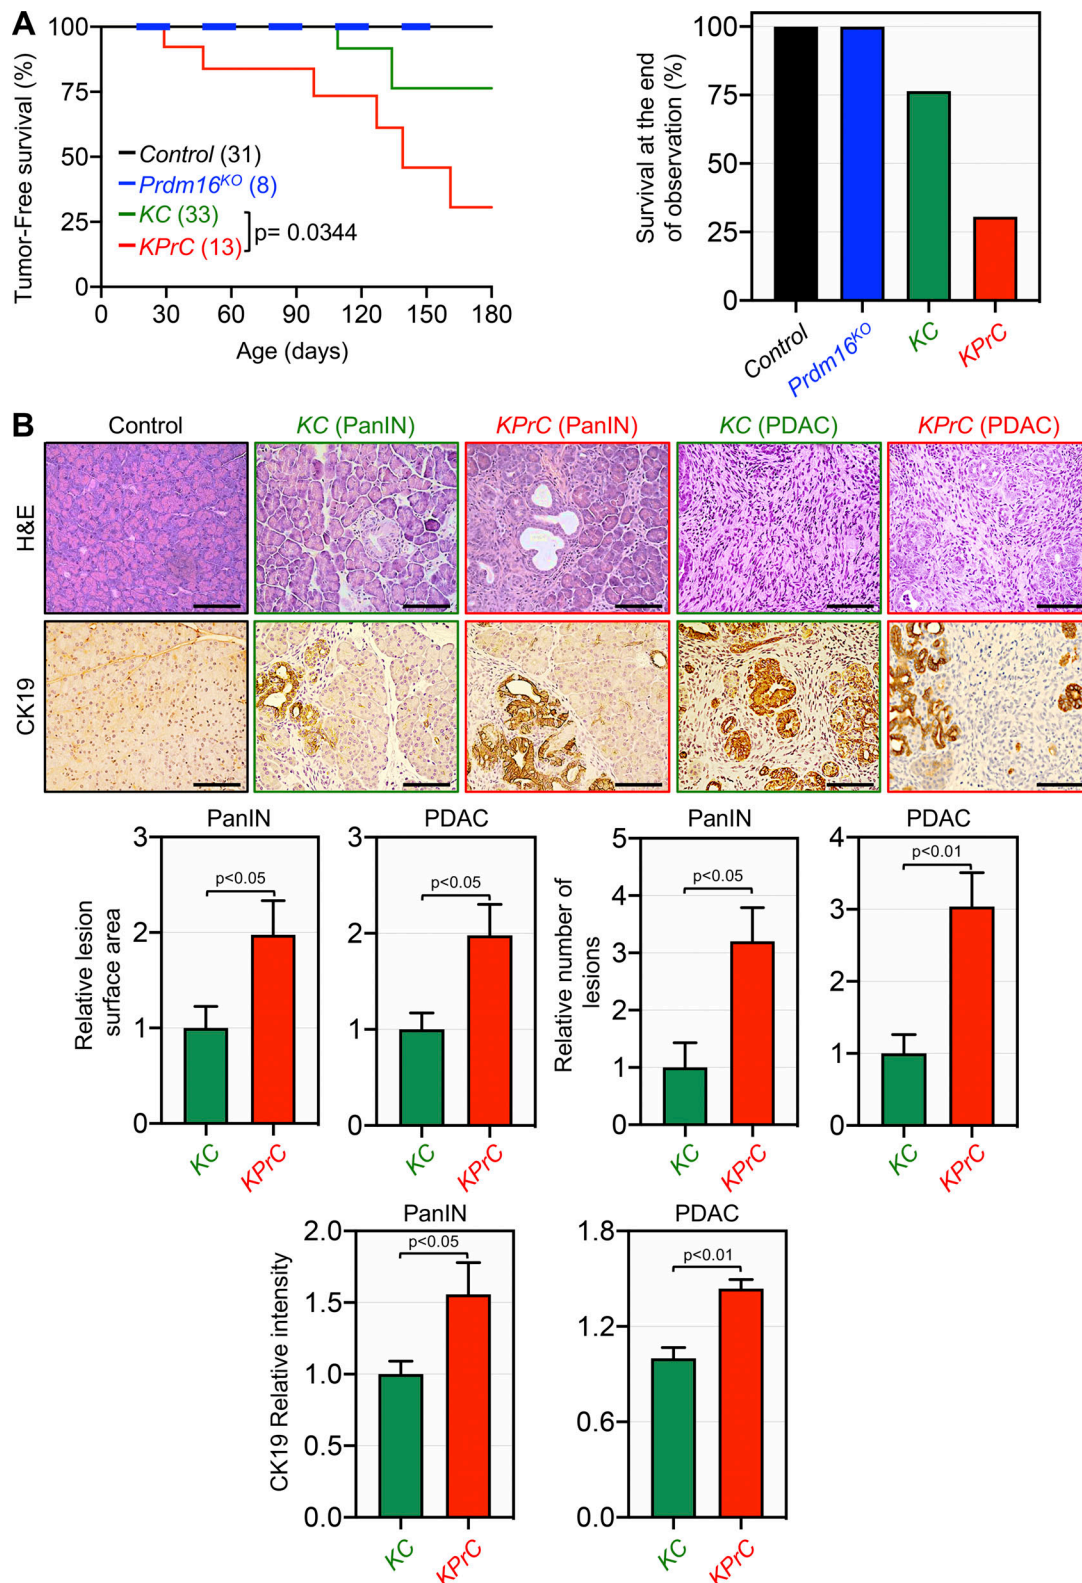 A
Tumor-Free survival (%)
100
75
50
25
0
0 30 60 90 120 150 180
Age (days)
Control (31)
Prdm16KO (8)
KC (33)
KPrC (13)
p= 0.0344
Survival at the end
of observation (%)
100
75
50
25
0
Control
Prdm16KO
KC
KPrC
B
Control
KC (PanIN)
KPrC (PanIN)
KC (PDAC)
KPrC (PDAC)
H&E
CK19
PanIN
Relative lesion
surface area
3
2
1
0
p<0.05
KC
KPrC
PDAC
3
2
1
0
p<0.05
KC
KPrC
PanIN
Relative number of
lesions
5
4
3
2
1
0
p<0.05
KC
KPrC
PDAC
4
3
2
1
0
p<0.01
KC
KPrC
PanIN
CK19 Relative intensity
2.0
1.5
1.0
0.5
0.0
p<0.05
KC
KPrC
PDAC
1.8
1.2
0.6
0.0
p<0.01
KC
KPrC